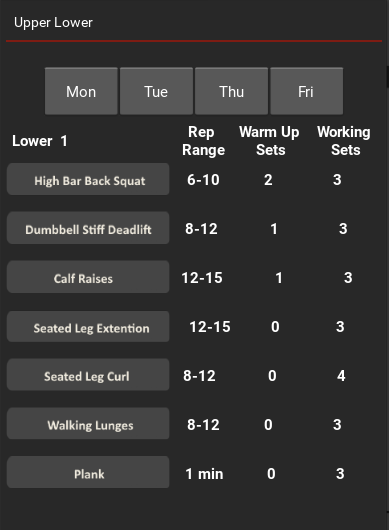 Upper Lower
Mon Tue Thu Fri
Lower 1 Rep Range Warm Up Sets Working Sets
High Bar Back Squat 6-10 2 3
Dumbbell Stiff Deadlift 8-12 1 3
Calf Raises 12-15 1 3
Seated Leg Extention 12-15 0 3
Seated Leg Curl 8-12 0 4
Walking Lunges 8-12 0 3
Plank 1 min 0 3